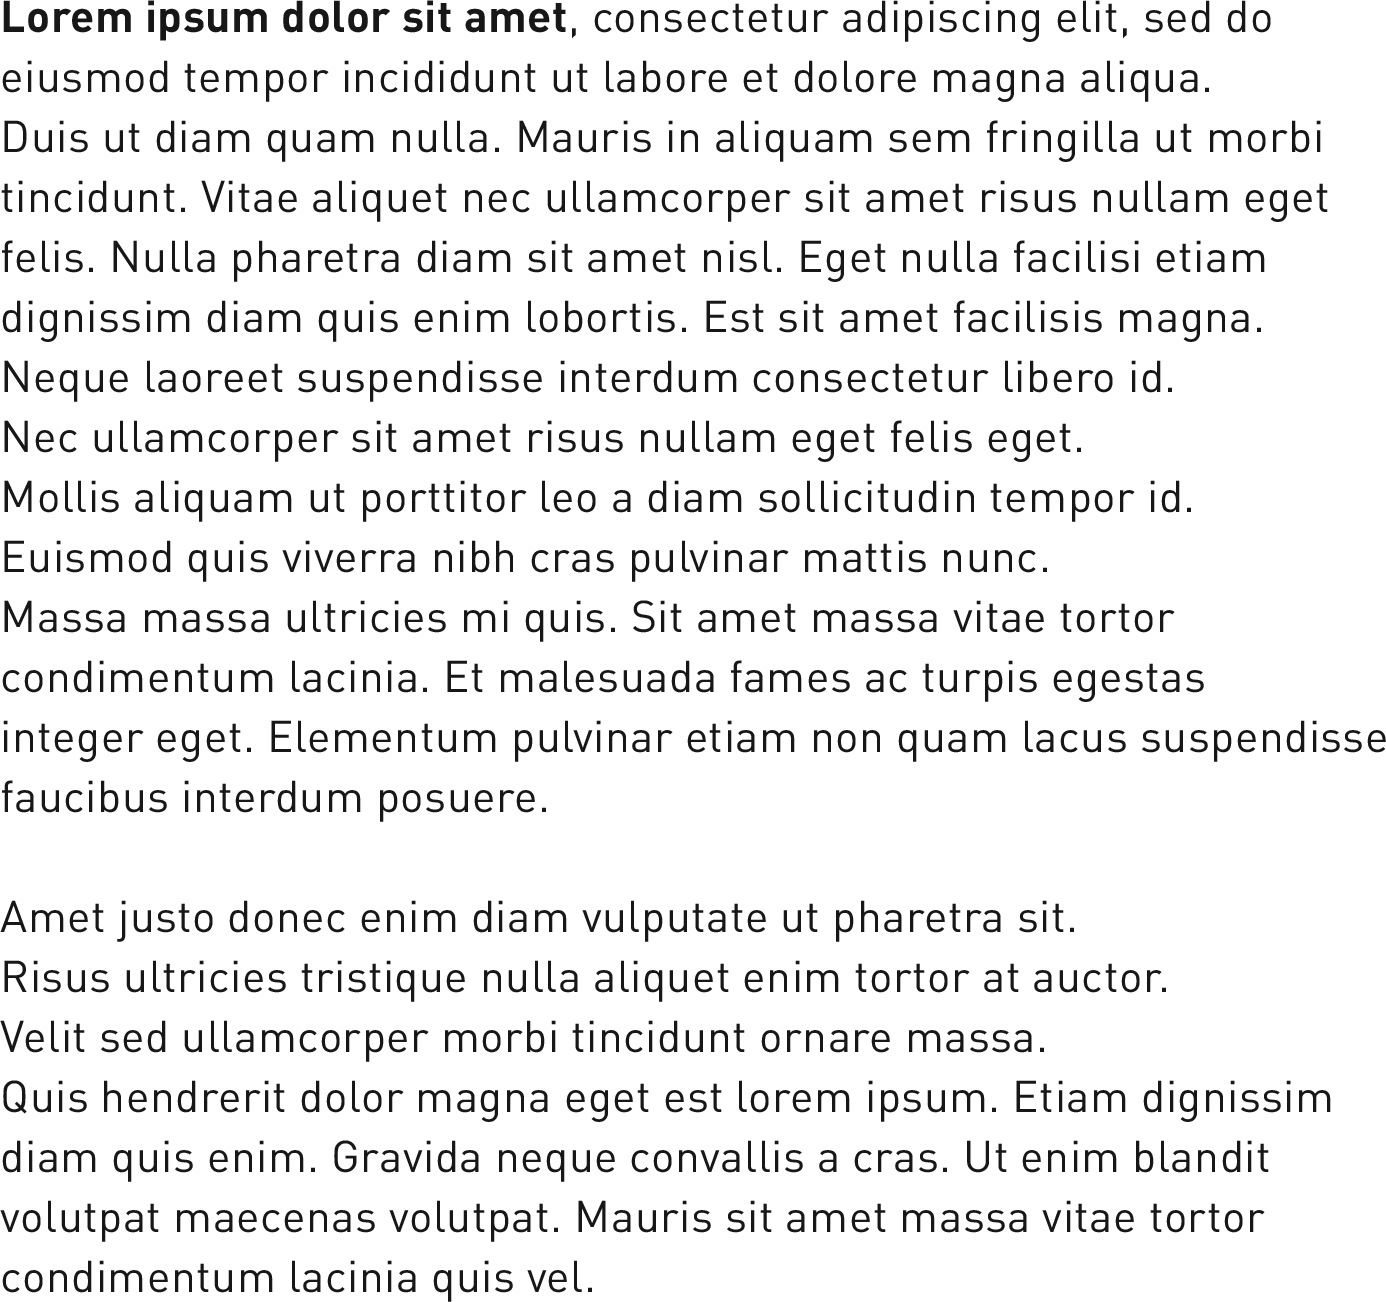 Lorem ipsum dolor sit amet, consectetur adipiscing elit, sed do
eiusmod tempor incididunt ut labore et dolore magna aliqua.
Duis ut diam quam nulla. Mauris in aliquam sem fringilla ut morbi
tincidunt. Vitae aliquet nec ullamcorper sit amet risus nullam eget
felis. Nulla pharetra diam sit amet nisl. Eget nulla facilisi etiam
dignissim diam quis enim lobortis. Est sit amet facilisis magna.
Neque laoreet suspendisse interdum consectetur libero id.
Nec ullamcorper sit amet risus nullam eget felis eget.
Mollis aliquam ut porttitor leo a diam sollicitudin tempor id.
Euismod quis viverra nibh cras pulvinar mattis nunc.
Massa massa ultricies mi quis. Sit amet massa vitae tortor
condimentum lacinia. Et malesuada fames ac turpis egestas
integer eget. Elementum pulvinar etiam non quam lacus suspendisse
faucibus interdum posuere.

Amet justo donec enim diam vulputate ut pharetra sit.
Risus ultricies tristique nulla aliquet enim tortor at auctor.
Velit sed ullamcorper morbi tincidunt ornare massa.
Quis hendrerit dolor magna eget est lorem ipsum. Etiam dignissim
diam quis enim. Gravida neque convallis a cras. Ut enim blandit
volutpat maecenas volutpat. Mauris sit amet massa vitae tortor
condimentum lacinia quis vel.